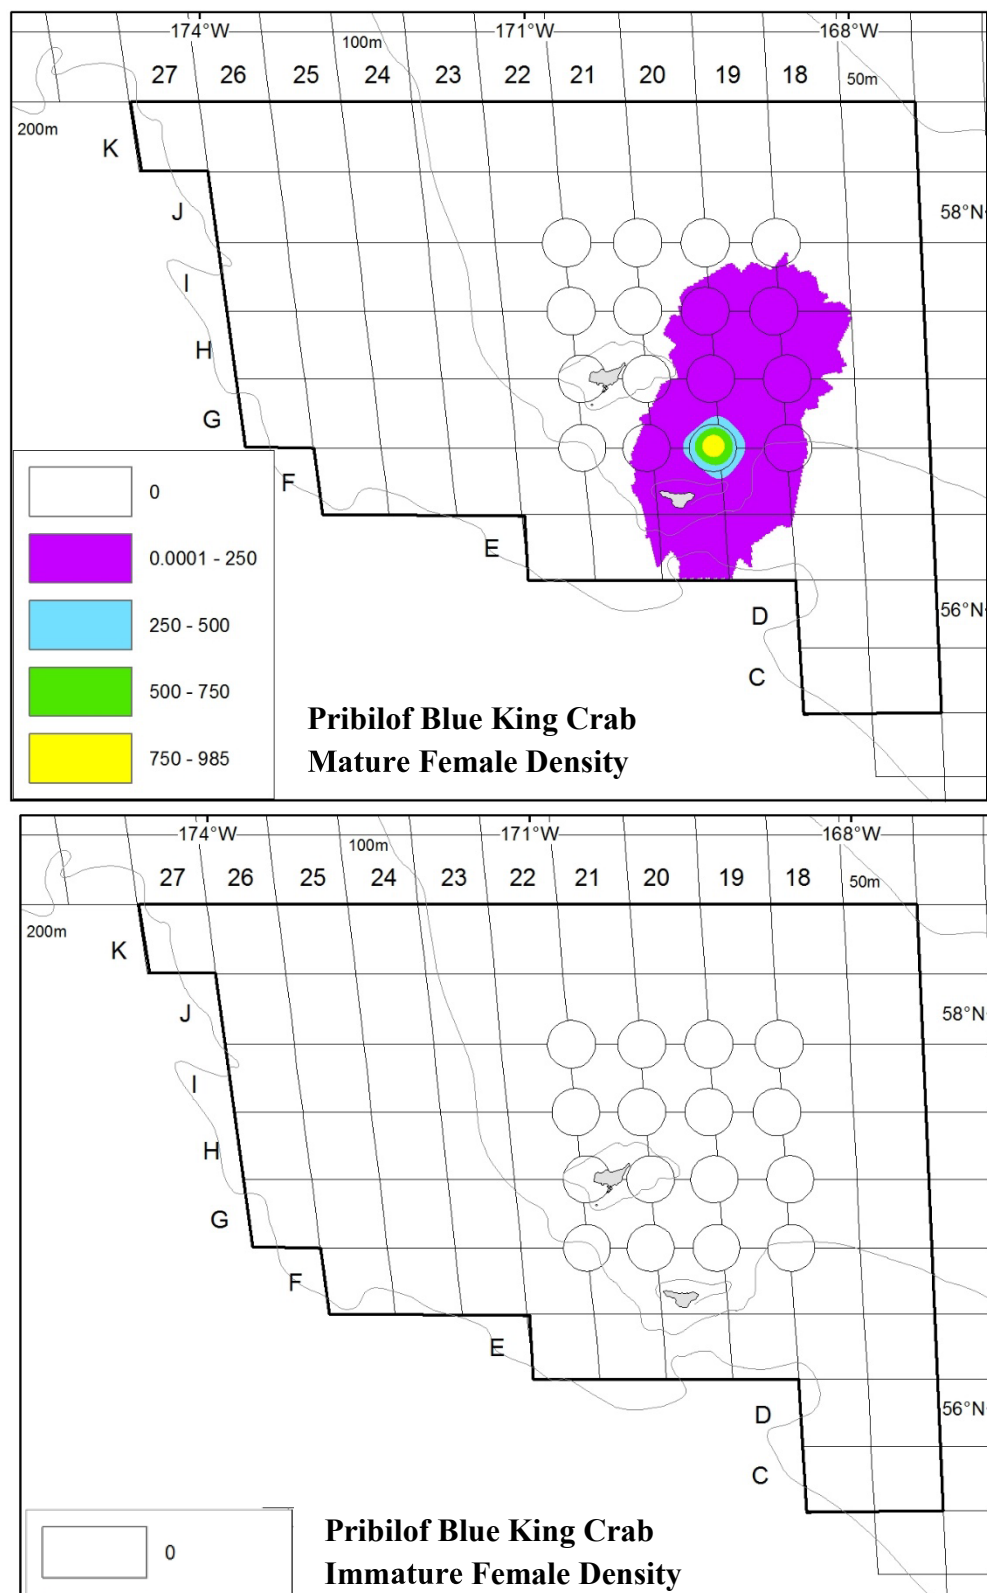 174°W 171°W 168°W
100m
27 26 25 24 23 22 21 20 19 18 50m
200m
K
J
58°N
I
H
G
F
E
D
56°N
C
0
0.0001 - 250
250 - 500
500 - 750
750 - 985
Pribilof Blue King Crab
Mature Female Density
174°W 171°W 168°W
100m
27 26 25 24 23 22 21 20 19 18 50m
200m
K
J
58°N
I
H
G
F
E
D
56°N
C
0
Pribilof Blue King Crab
Immature Female Density